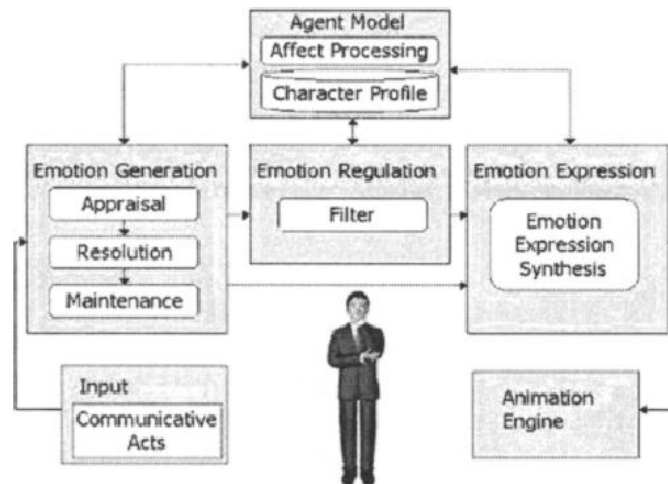 Agent Model
Affect Processing
Character Profile
Emotion Generation
Appraisal
Resolution
Maintenance
Emotion Regulation
Filter
Emotion Expression
Emotion
Expression
Synthesis
Input
Communicative
Acts
Animation
Engine